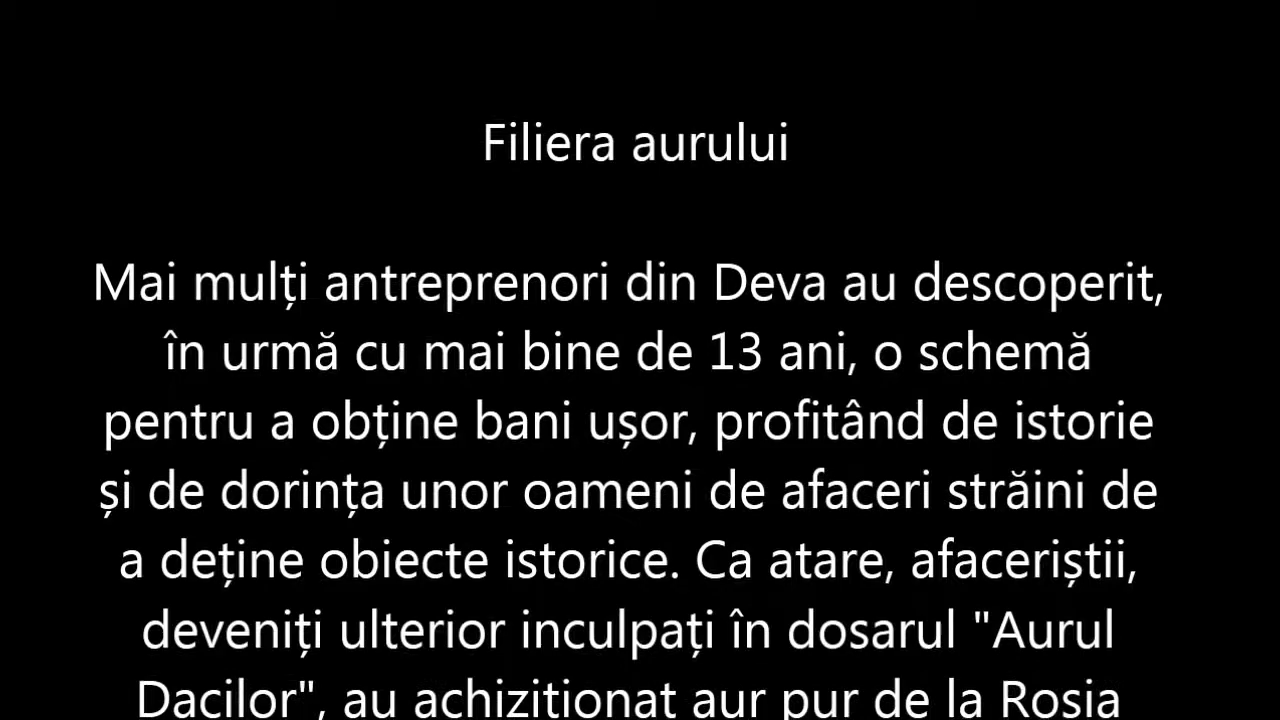 Filiera aurului
Mai mulți antreprenori din Deva au descoperit,
în urmă cu mai bine de 13 ani, o schemă
pentru a obține bani ușor, profitând de istorie
și de dorința unor oameni de afaceri străini de
a deține obiecte istorice. Ca atare, afaceriștii,
deveniți ulterior inculpați în dosarul "Aurul
Dacilor", au achiziționat aur pur de la Roșia